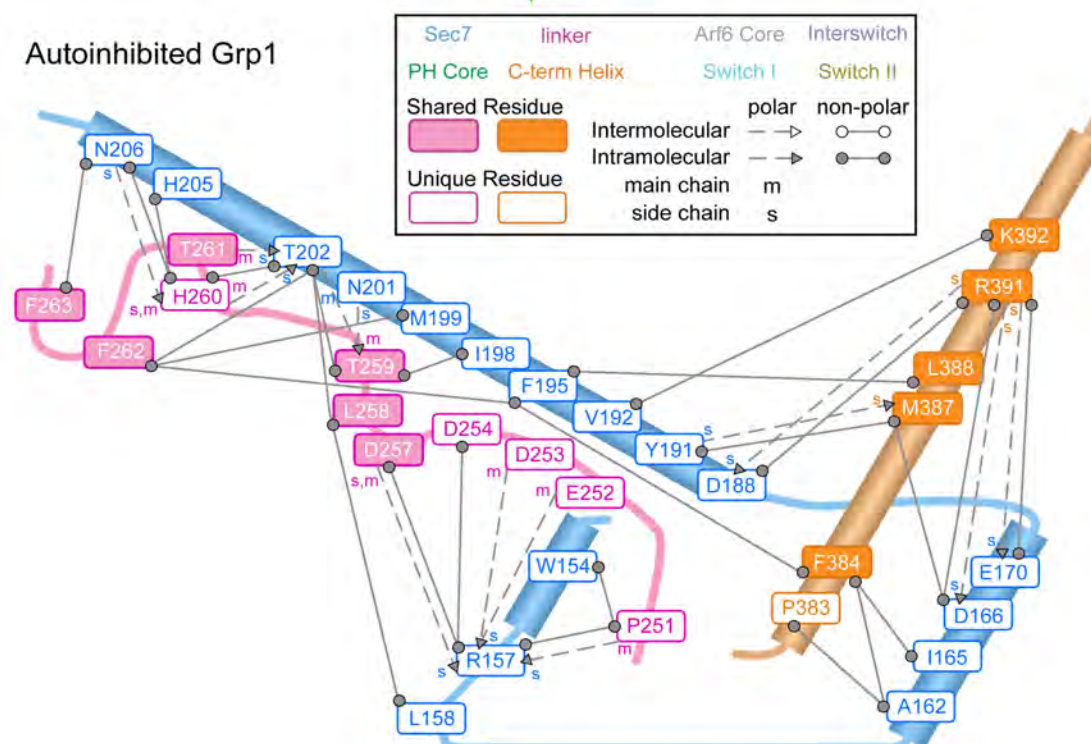 Autoinhibited Grp1
Sec7 linker Arf6 Core Interswitch
PH Core C-term Helix Switch I Switch II
Shared Residue polar non-polar
Intermolecular
Intramolecular
Unique Residue main chain m
side chain s
N206
s
H205
K392
T261 m s T202
s
R391
s
s s
H260 m
s,m
N201
m s
F263
M199
m
F262
T259
I198
L388
F195
M387
s
L258
V192
D254
s
Y191
D257
D253
s
D188
s,m
m
m E252
W154
F384
s E170
P383
s D166
P251
m
s
R157
s s
I165
A162
L158